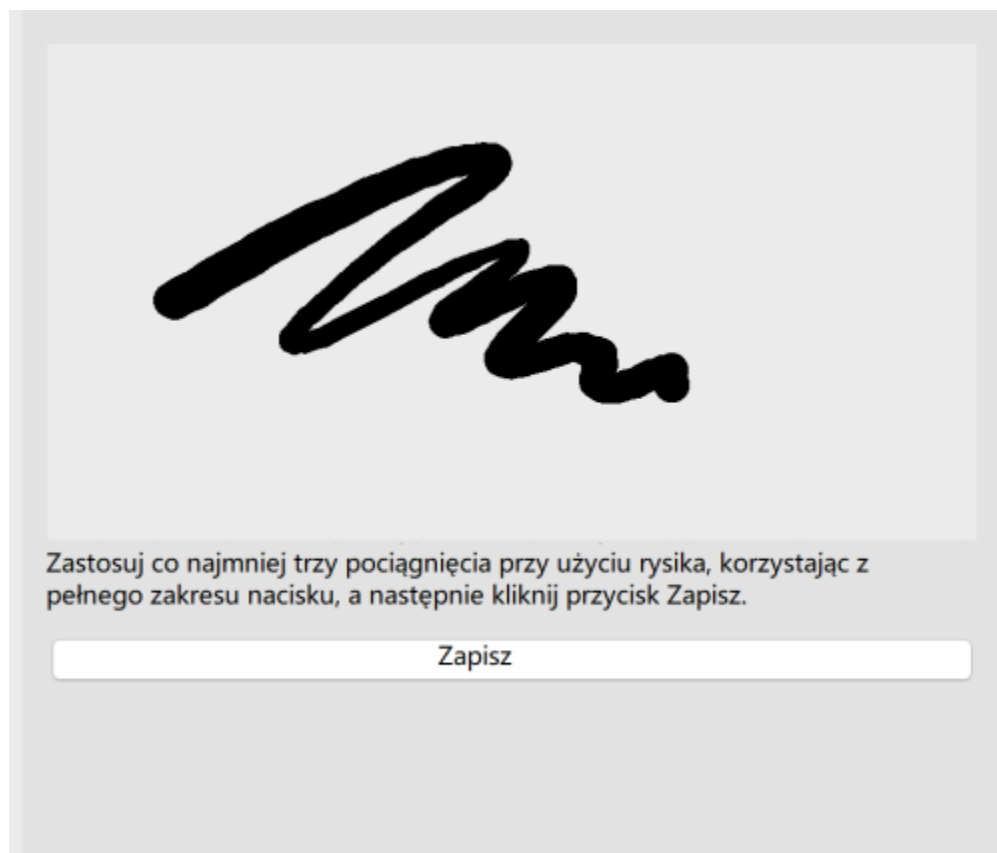 Zastosuj co najmniej trzy pociągnięcia przy użyciu rysika, korzystając z
pełnego zakresu nacisku, a następnie kliknij przycisk Zapisz.
Zapisz